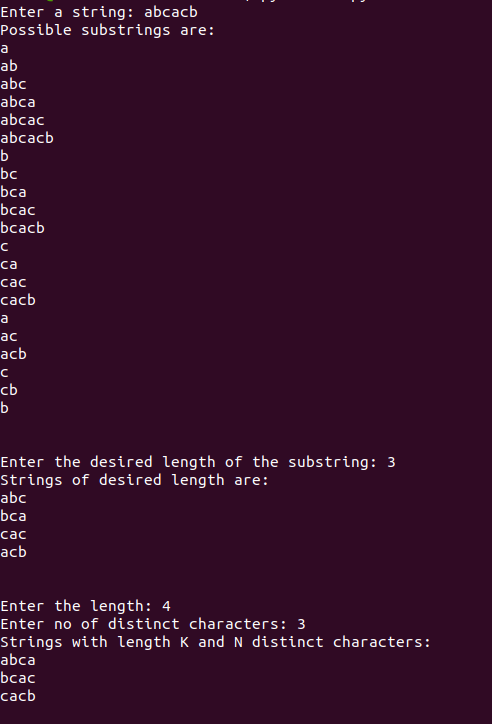 Enter a string: abcacb
Possible substrings are:
a
ab
abc
abca
abcac
abcacb
b
bc
bca
bcac
bcacb
c
ca
cac
cacb
a
ac
acb
c
cb
b
Enter the desired length of the substring: 3
Strings of desired length are:
abc
bca
cac
acb
Enter the length: 4
Enter no of distinct characters: 3
Strings with length K and N distinct characters:
abca
bcac
cacb